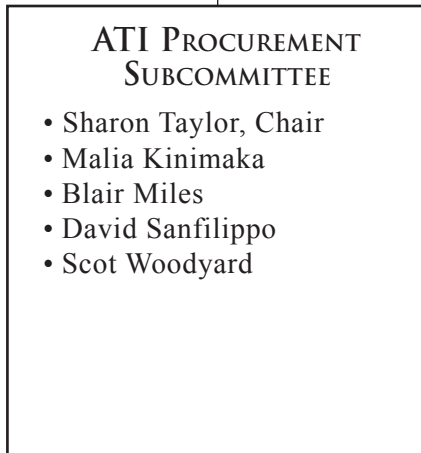 ATI PROCUREMENT
SUBCOMMITTEE
• Sharon Taylor, Chair
• Malia Kinimaka
• Blair Miles
• David Sanfilippo
• Scot Woodyard